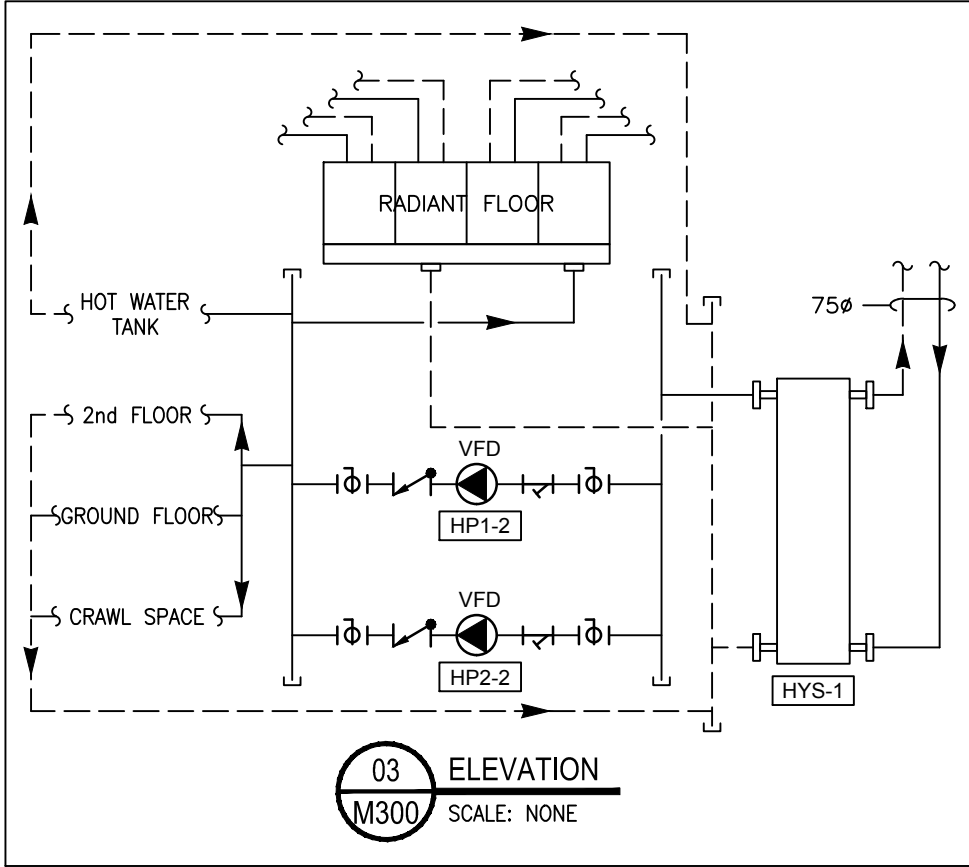 RADIANT FLOOR
HOT WATER
TANK
75ø
2nd FLOOR
VFD
HP1-2
GROUND FLOOR
VFD
CRAWL SPACE
HP2-2
HYS-1
03
M300
ELEVATION
SCALE: NONE